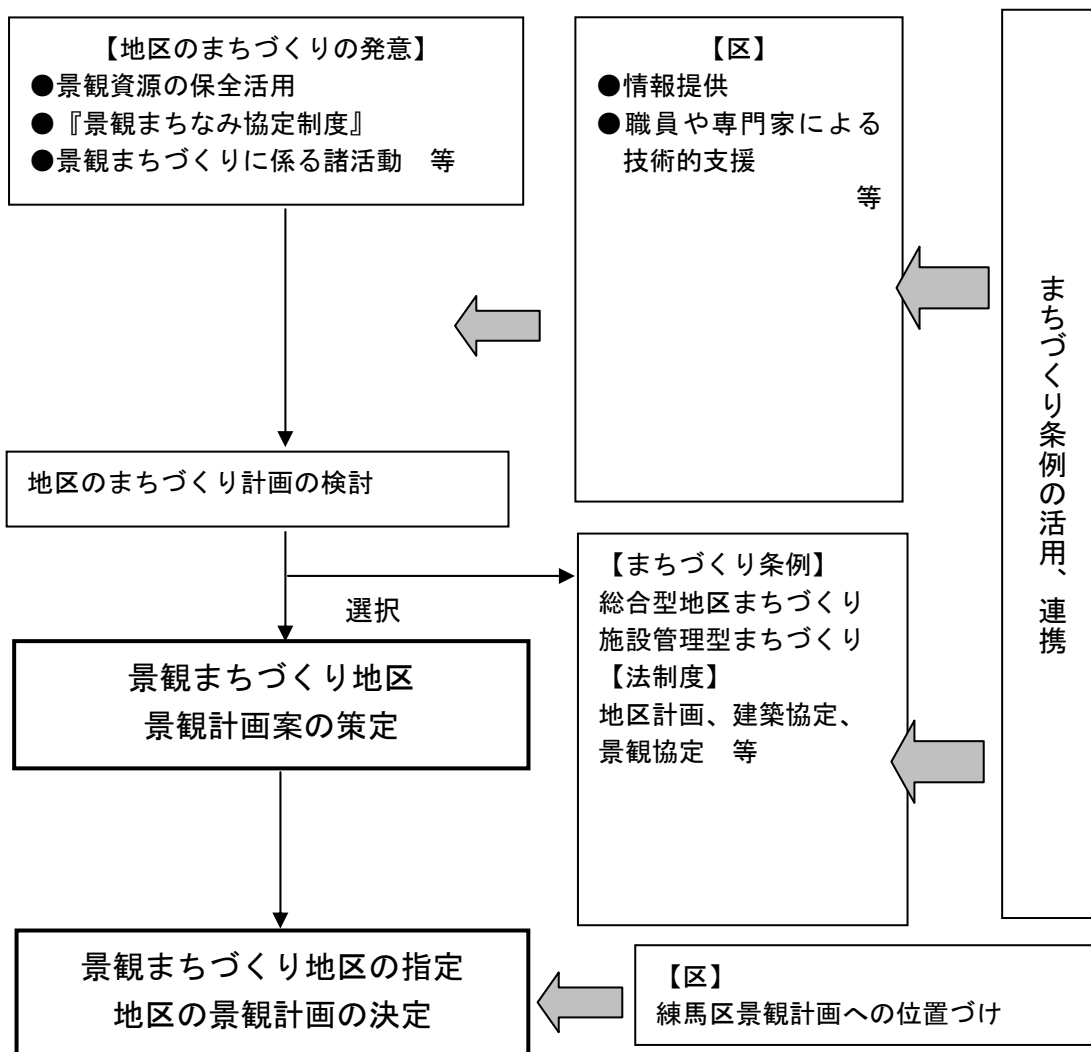 【地区のまちづくりの発意】
●景観資源の保全活用
●『景観まちなみ協定制度』
●景観まちづくりに係る諸活動　等
【区】
●情報提供
●職員や専門家による
技術的支援
等
まちづくり条例の活用、連携
地区のまちづくり計画の検討
選択
【まちづくり条例】
総合型地区まちづくり
施設管理型まちづくり
【法制度】
地区計画、建築協定、
景観協定　等
景観まちづくり地区
景観計画案の策定
景観まちづくり地区の指定
地区の景観計画の決定
【区】
練馬区景観計画への位置づけ